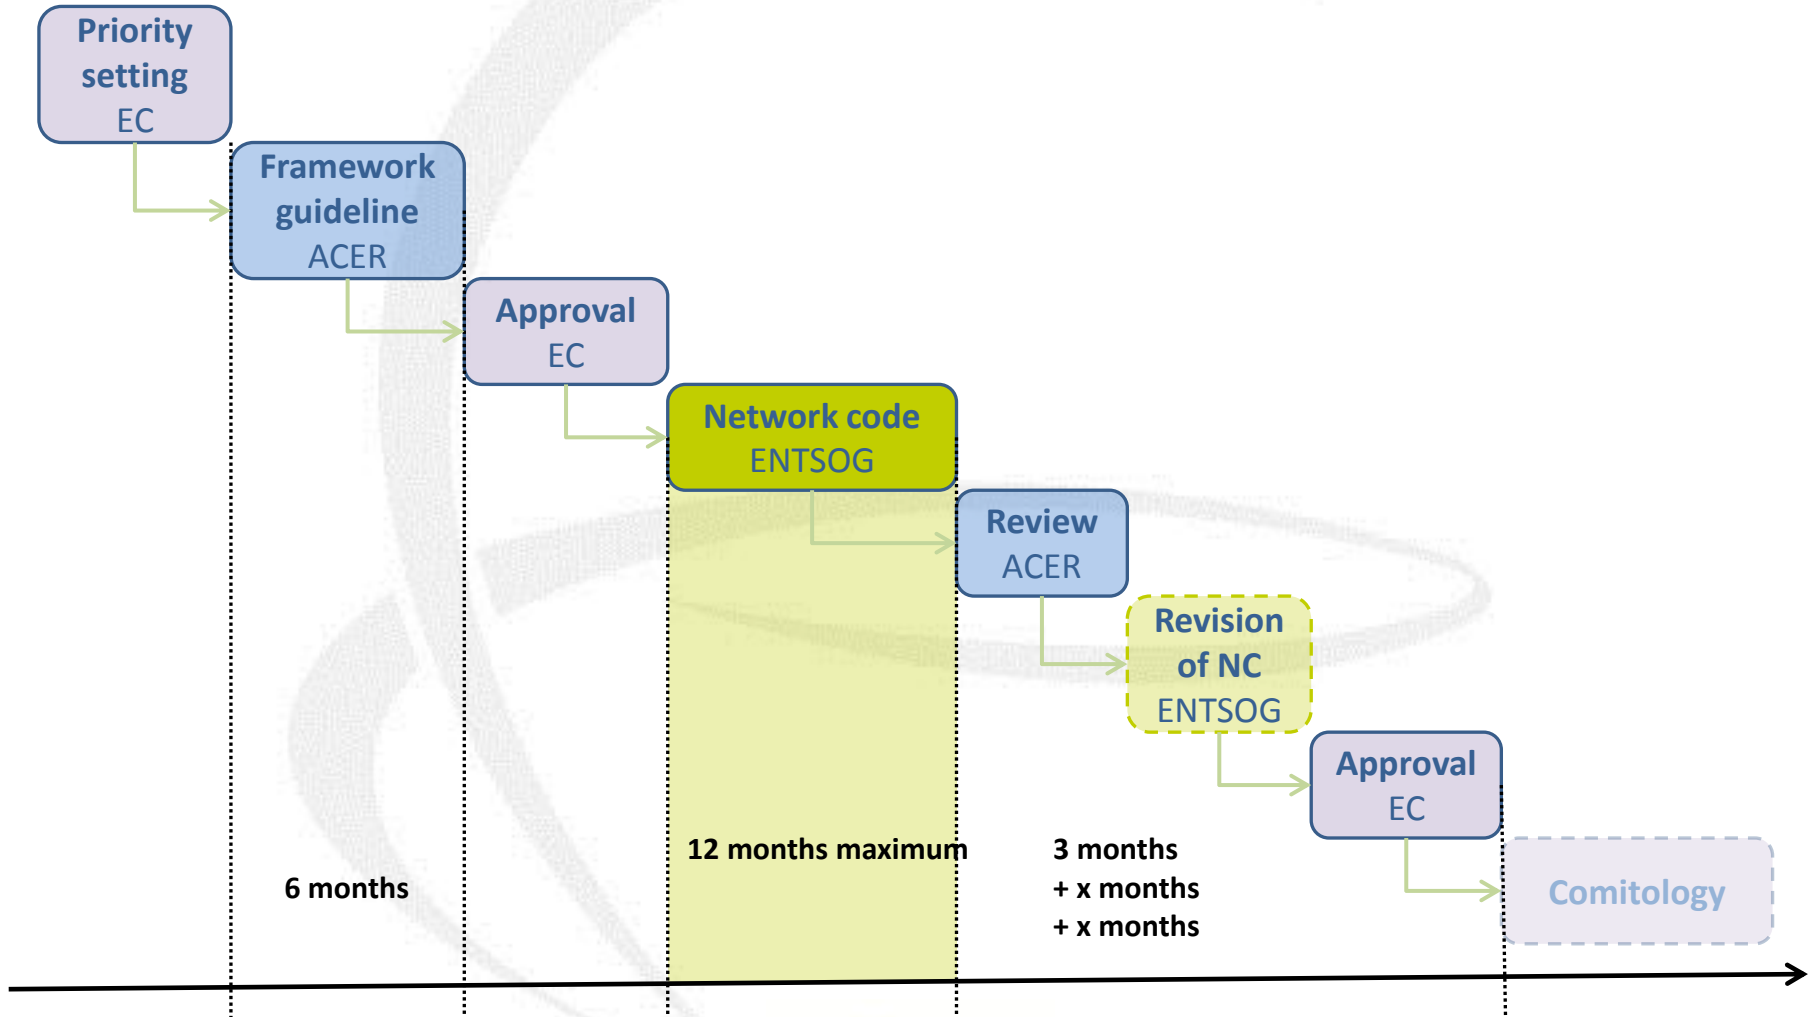 Priority
setting
EC
Framework
guideline
ACER
Approval
EC
Network code
ENTSOG
Review
ACER
Revision
of NC
ENTSOG
Approval
EC
Comitology
6 months
12 months maximum
3 months
+ x months
+ x months